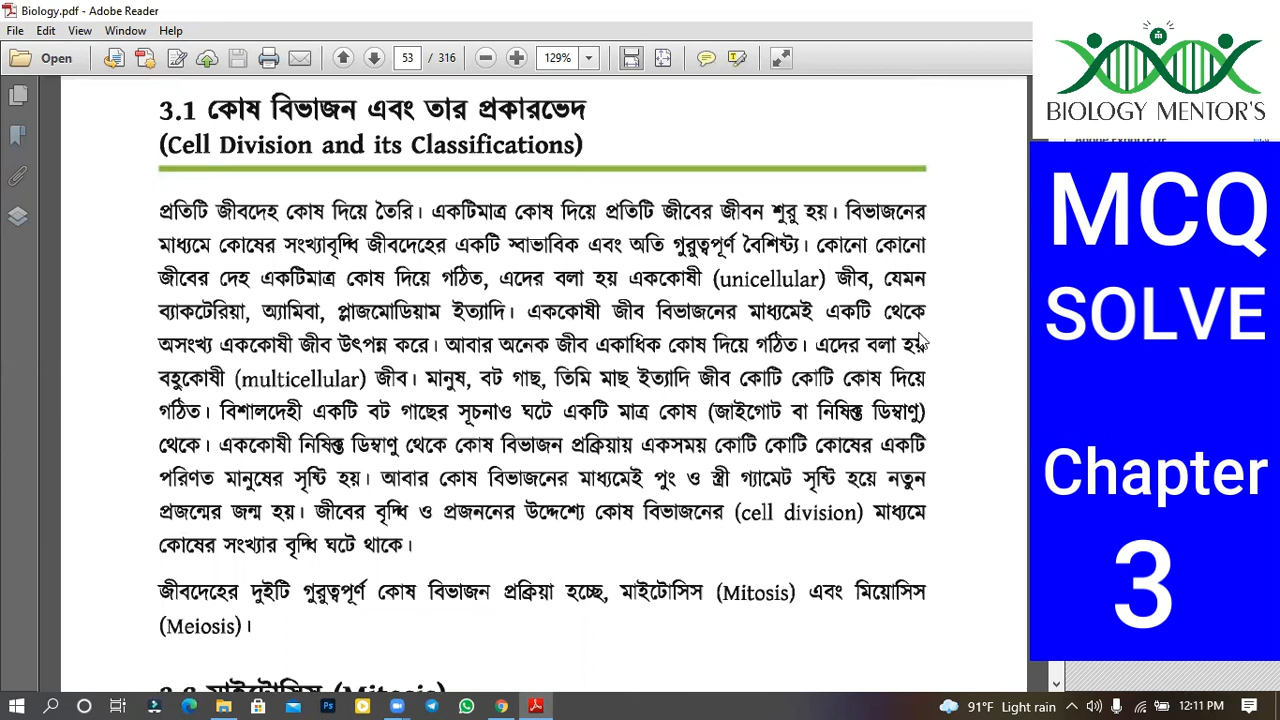 Biology.pdf - Adobe Reader
File Edit View Window Help
Open 53 / 316 129%
3.1 কোষ বিভাজন এবং তার প্রকারভেদ
(Cell Division and its Classifications)
প্রতিটি জীবদেহ কোষ দিয়ে তৈরি। একটিমাত্র কোষ দিয়ে প্রতিটি জীবের জীবন শুরু হয়। বিভাজনের
মাধ্যমে কোষের সংখ্যাবৃদ্ধি জীবদেহের একটি স্বাভাবিক এবং অতি গুরুত্বপূর্ণ বৈশিষ্ট্য। কোনো কোনো
জীবের দেহ একটিমাত্র কোষ দিয়ে গঠিত, এদের বলা হয় এককোষী (unicellular) জীব, যেমন
ব্যাকটেরিয়া, অ্যামিবা, প্লাজমোডিয়াম ইত্যাদি। এককোষী জীব বিভাজনের মাধ্যমেই একটি থেকে
অসংখ্য এককোষী জীব উৎপন্ন করে। আবার অনেক জীব একাধিক কোষ দিয়ে গঠিত। এদের বলা হয়
বহুকোষী (multicellular) জীব। মানুষ, বট গাছ, তিমি মাছ ইত্যাদি জীব কোটি কোটি কোষ দিয়ে
গঠিত। বিশালদেহী একটি বট গাছের সূচনাও ঘটে একটি মাত্র কোষ (জাইগোট বা নিষিক্ত ডিম্বাণু)
থেকে। এককোষী নিষিক্ত ডিম্বাণু থেকে কোষ বিভাজন প্রক্রিয়ায় একসময় কোটি কোটি কোষের একটি
পরিণত মানুষের সৃষ্টি হয়। আবার কোষ বিভাজনের মাধ্যমেই পুং ও স্ত্রী গ্যামেট সৃষ্টি হয়ে নতুন
প্রজন্মের জন্ম হয়। জীবের বৃদ্ধি ও প্রজননের উদ্দেশ্যে কোষ বিভাজনের (cell division) মাধ্যমে
কোষের সংখ্যার বৃদ্ধি ঘটে থাকে।
জীবদেহের দুইটি গুরুত্বপূর্ণ কোষ বিভাজন প্রক্রিয়া হচ্ছে, মাইটোসিস (Mitosis) এবং মিয়োসিস
(Meiosis)।
মাইটোসিস (Mitosis)
BIOLOGY MENTOR'S
MCQ
SOLVE
Chapter
3
91°F Light rain 12:11 PM